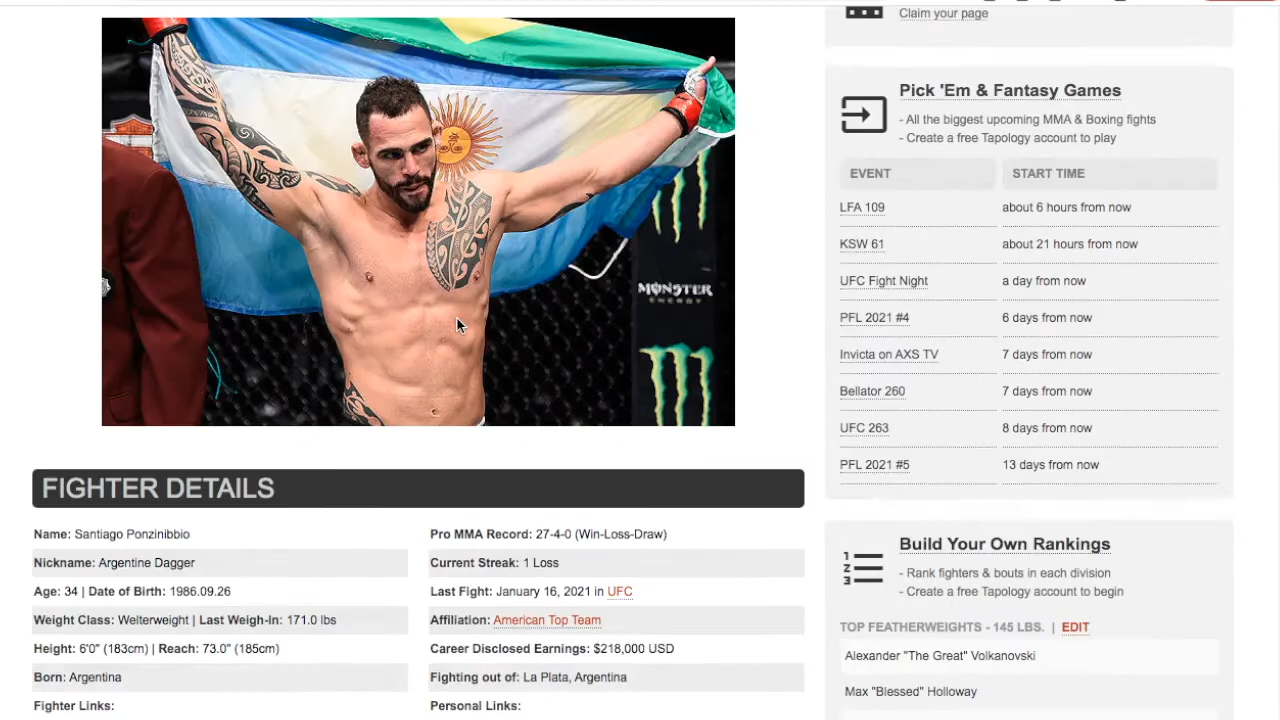 Claim your page
Pick 'Em & Fantasy Games
- All the biggest upcoming MMA & Boxing fights
- Create a free Tapology account to play
EVENT START TIME
LFA 109 about 6 hours from now
KSW 61 about 21 hours from now
UFC Fight Night a day from now
PFL 2021 #4 6 days from now
Invicta on AXS TV 7 days from now
Bellator 260 7 days from now
UFC 263 8 days from now
PFL 2021 #5 13 days from now
MONSTER
ENERGY
FIGHTER DETAILS
Name: Santiago Ponzinibbio
Pro MMA Record: 27-4-0 (Win-Loss-Draw)
Nickname: Argentine Dagger
Current Streak: 1 Loss
Age: 34 | Date of Birth: 1986.09.26
Last Fight: January 16, 2021 in UFC
Weight Class: Welterweight | Last Weigh-In: 171.0 lbs
Affiliation: American Top Team
Height: 6'0" (183cm) | Reach: 73.0" (185cm)
Career Disclosed Earnings: $218,000 USD
Born: Argentina
Fighting out of: La Plata, Argentina
Fighter Links:
Personal Links:
1
2
3
Build Your Own Rankings
- Rank fighters & bouts in each division
- Create a free Tapology account to begin
TOP FEATHERWEIGHTS - 145 LBS. | EDIT
Alexander "The Great" Volkanovski
Max "Blessed" Holloway